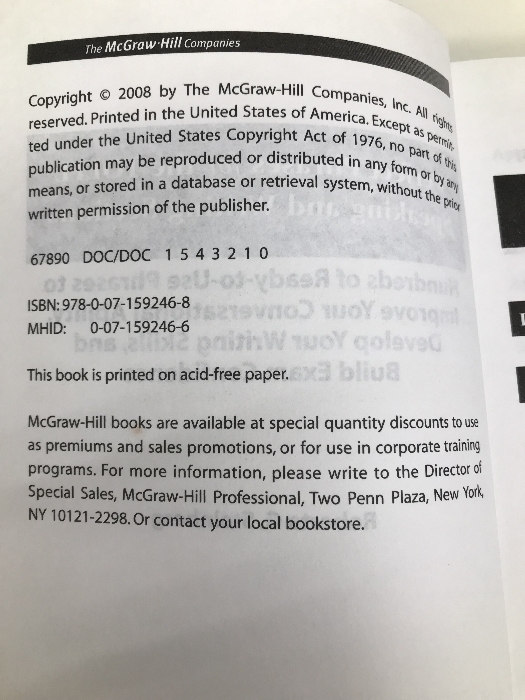 The McGraw·Hill Companies
Copyright © 2008 by The McGraw-Hill Companies, Inc. All rights
reserved. Printed in the United States of America. Except as permit-
ted under the United States Copyright Act of 1976, no part of this
publication may be reproduced or distributed in any form or by any
means, or stored in a database or retrieval system, without the prior
written permission of the publisher.
67890 DOC/DOC 1 5 4 3 2 1 0
ISBN: 978-0-07-159246-8
MHID: 0-07-159246-6
This book is printed on acid-free paper.
McGraw-Hill books are available at special quantity discounts to use
as premiums and sales promotions, or for use in corporate training
programs. For more information, please write to the Director of
Special Sales, McGraw-Hill Professional, Two Penn Plaza, New York,
NY 10121-2298. Or contact your local bookstore.